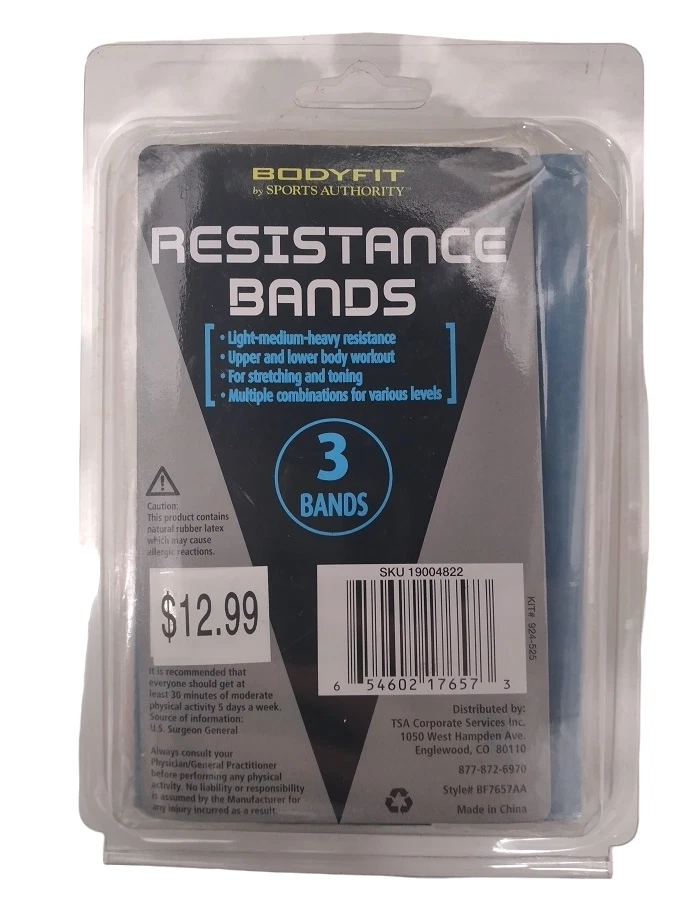 BODYFIT
by SPORTS AUTHORITY™
RESISTANCE
BANDS
• Light-medium-heavy resistance
• Upper and lower body workout
• For stretching and toning
• Multiple combinations for various levels
3
BANDS
Caution:
This product contains
natural rubber latex
which may cause
allergic reactions.
$12.99
SKU 19004822
6 54602 17657 3
KIT# 924-525
It is recommended that
everyone should get at
least 30 minutes of moderate
physical activity 5 days a week.
Source of information:
U.S. Surgeon General
Always consult your
Physician/General Practitioner
before performing any physical
activity. No liability or responsibility
is assumed by the Manufacturer for
any injury incurred as a result.
Distributed by:
TSA Corporate Services Inc.
1050 West Hampden Ave.
Englewood, CO 80110
877-872-6970
Style# BF7657AA
Made in China